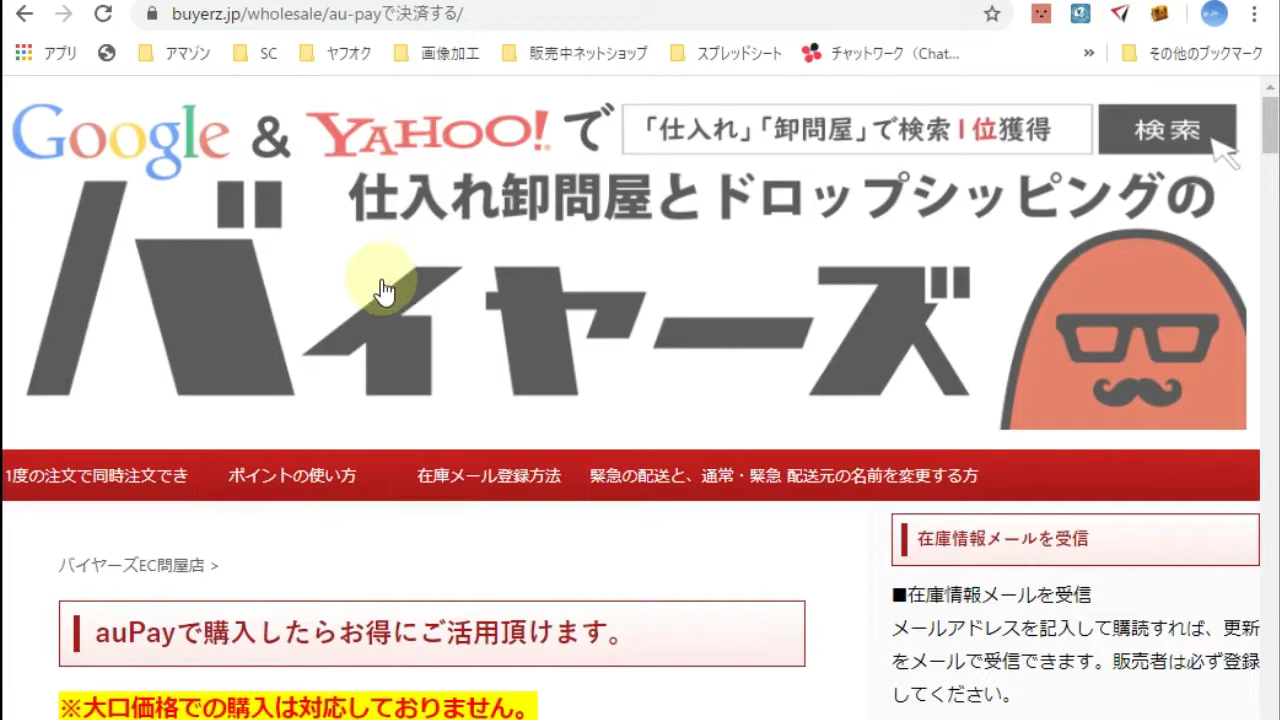 buyerz.jp/wholesale/au-payで決済する/
アプリ アマゾン SC ヤフオク 画像加工 販売中ネットショップ スプレッドシート チャットワーク（Chat... » その他のブックマーク
Google & YAHOO!で 「仕入れ」「卸問屋」で検索1位獲得 検索
仕入れ卸問屋とドロップシッピングの
バイヤーズ
1度の注文で同時注文でき ポイントの使い方 在庫メール登録方法 緊急の配送と、通常・緊急 配送元の名前を変更する方
在庫情報メールを受信
バイヤーズEC問屋店 >
■在庫情報メールを受信
auPayで購入したらお得にご活用頂けます。
メールアドレスを記入して購読すれば、更新
をメールで受信できます。販売者は必ず登録
してください。
※大口価格での購入は対応しておりません。